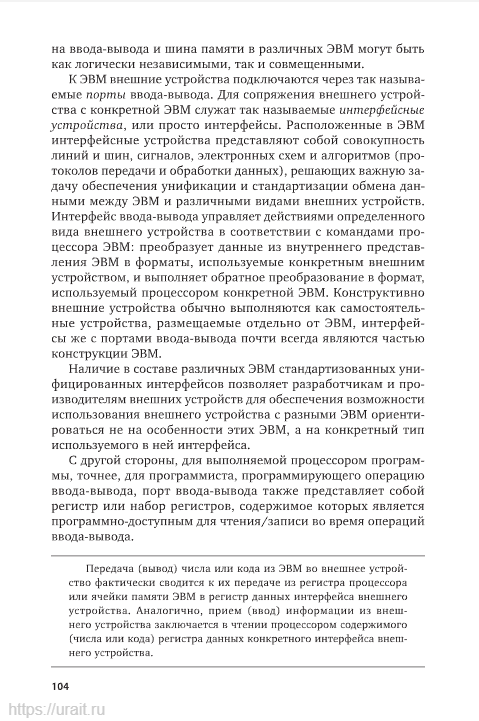 на ввода-вывода и шина памяти в различных ЭВМ могут быть
как логически независимыми, так и совмещенными.
К ЭВМ внешние устройства подключаются через так называ-
емые порты ввода-вывода. Для сопряжения внешнего устрой-
ства с конкретной ЭВМ служат так называемые интерфейсные
устройства, или просто интерфейсы. Расположенные в ЭВМ
интерфейсные устройства представляют собой совокупность
линий и шин, сигналов, электронных схем и алгоритмов (про-
токолов передачи и обработки данных), решающих важную за-
дачу обеспечения унификации и стандартизации обмена дан-
ными между ЭВМ и различными видами внешних устройств.
Интерфейс ввода-вывода управляет действиями определенного
вида внешнего устройства в соответствии с командами про-
цессора ЭВМ: преобразует данные из внутреннего представ-
ления ЭВМ в форматы, используемые конкретным внешним
устройством, и выполняет обратное преобразование в формат,
используемый процессором конкретной ЭВМ. Конструктивно
внешние устройства обычно выполняются как самостоятель-
ные устройства, размещаемые отдельно от ЭВМ, интерфей-
сы же с портами ввода-вывода почти всегда являются частью
конструкции ЭВМ.
Наличие в составе различных ЭВМ стандартизованных уни-
фицированных интерфейсов позволяет разработчикам и про-
изводителям внешних устройств для обеспечения возможности
использования внешнего устройства с разными ЭВМ ориенти-
роваться не на особенности этих ЭВМ, а на конкретный тип
используемого в ней интерфейса.
С другой стороны, для выполняемой процессором програм-
мы, точнее, для программиста, программирующего операцию
ввода-вывода, порт ввода-вывода также представляет собой
регистр или набор регистров, содержимое которых является
программно-доступным для чтения/записи во время операций
ввода-вывода.
Передача (вывод) числа или кода из ЭВМ во внешнее устрой-
ство фактически сводится к их передаче из регистра процессора
или ячейки памяти ЭВМ в регистр данных интерфейса внешнего
устройства. Аналогично, прием (ввод) информации из внеш-
него устройства заключается в чтении процессором содержимого
(числа или кода) регистра данных конкретного интерфейса внеш-
него устройства.
104
https://urait.ru